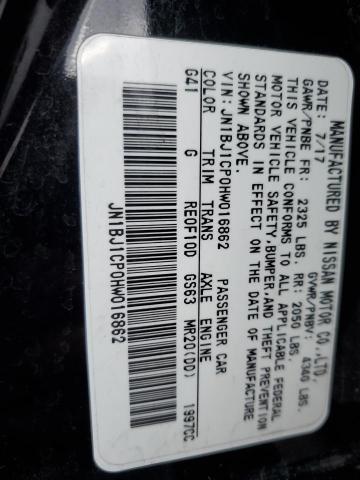 MANUFACTURED BY NISSAN MOTOR CO.,LTD.
DATE: 7/17 GVWR/PNBV: 4360 LBS.
GAWR/PNBE FR: 2325 LBS. RR: 2050 LBS.
THIS VEHICLE CONFORMS TO ALL APPLICABLE FEDERAL
MOTOR VEHICLE SAFETY,BUMPER,AND THEFT PREVENTION
STANDARDS IN EFFECT ON THE DATE OF MANUFACTURE
SHOWN ABOVE.
VIN: JN1BJ1CP0HW016862 PASSENGER CAR
COLOR TRIM TRANS AXLE ENGINE
G41 G RE0F10D GS63 MR20(DD) 1997CC
JN1BJ1CP0HW016862